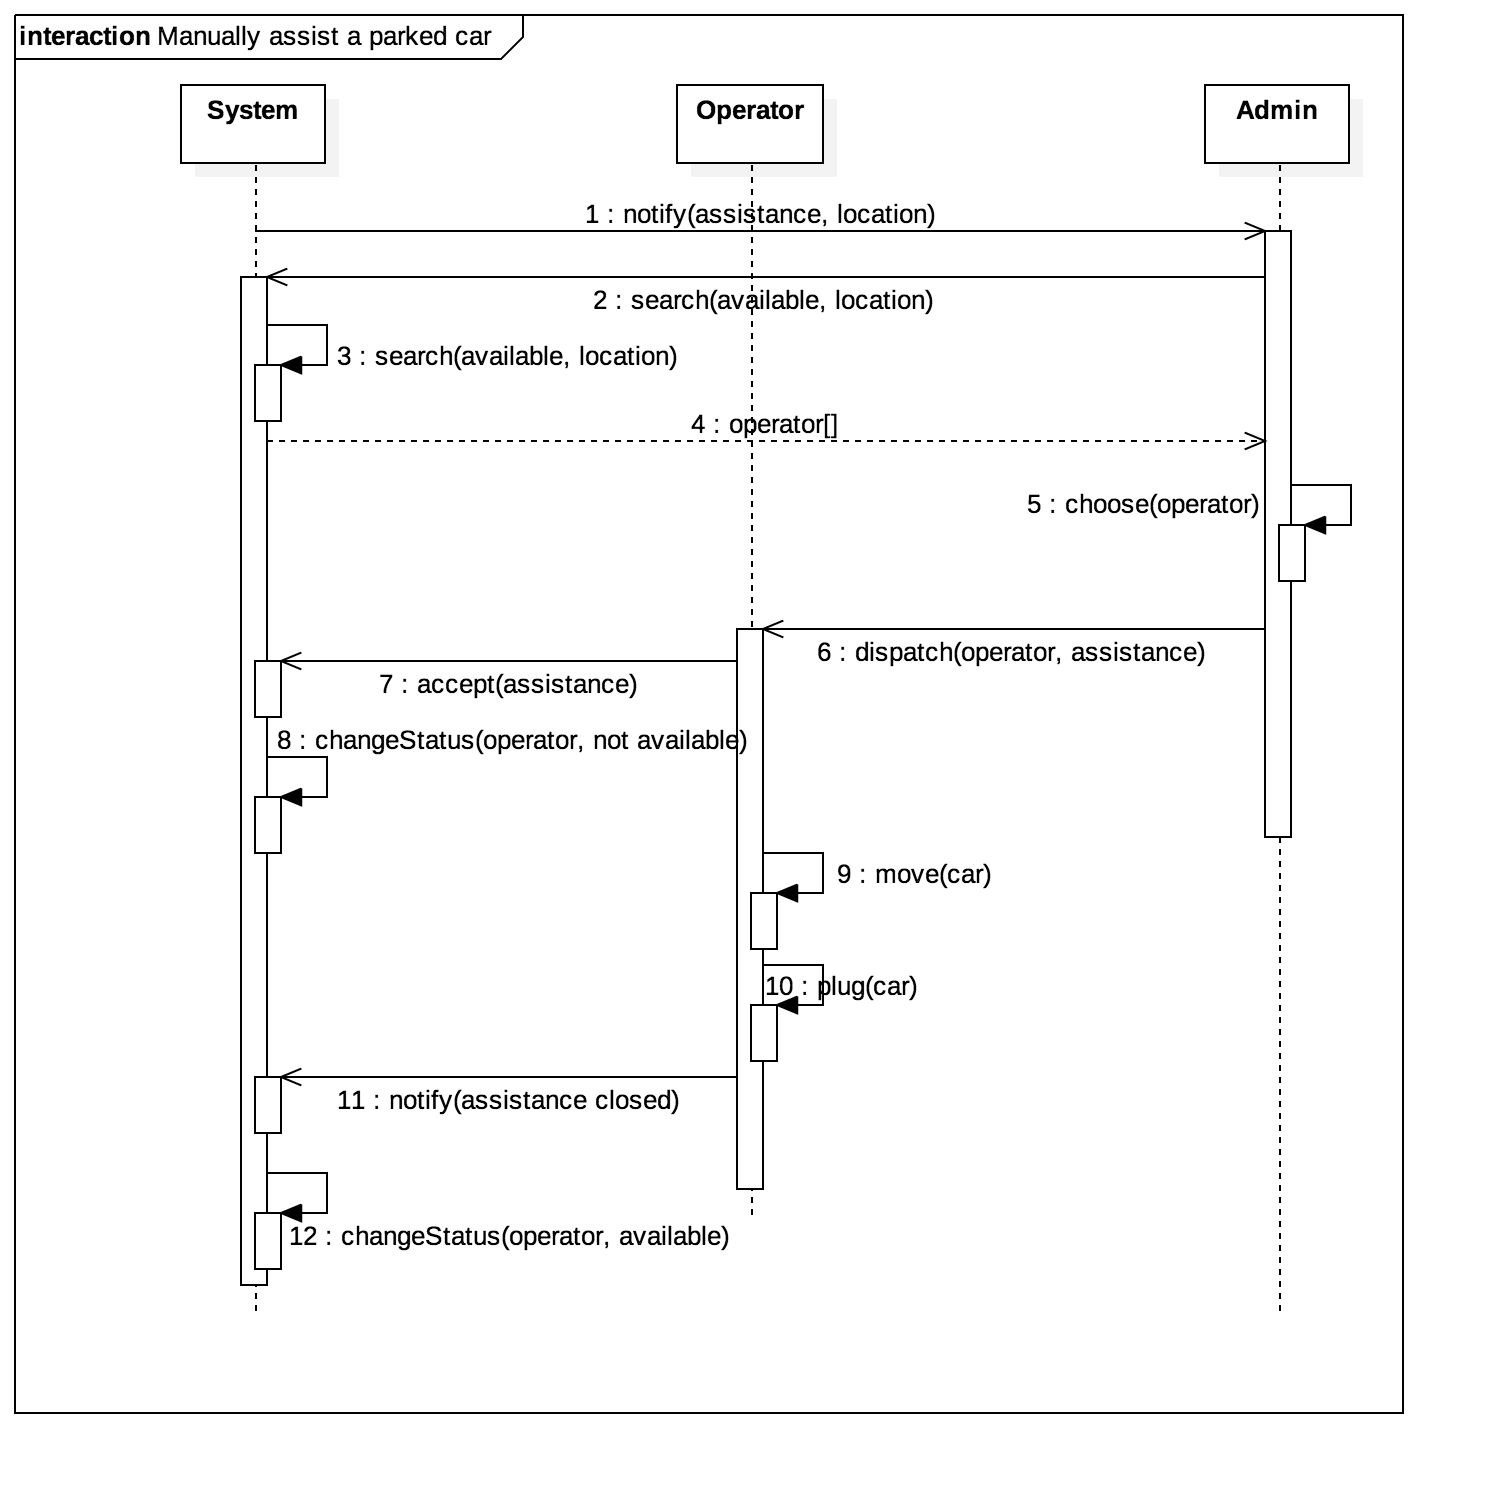 interaction Manually assist a parked car
System
Operator
Admin
1 : notify(assistance, location)
2 : search(available, location)
3 : search(available, location)
4 : operator[]
5 : choose(operator)
6 : dispatch(operator, assistance)
7 : accept(assistance)
8 : changeStatus(operator, not available)
9 : move(car)
10 : plug(car)
11 : notify(assistance closed)
12 : changeStatus(operator, available)